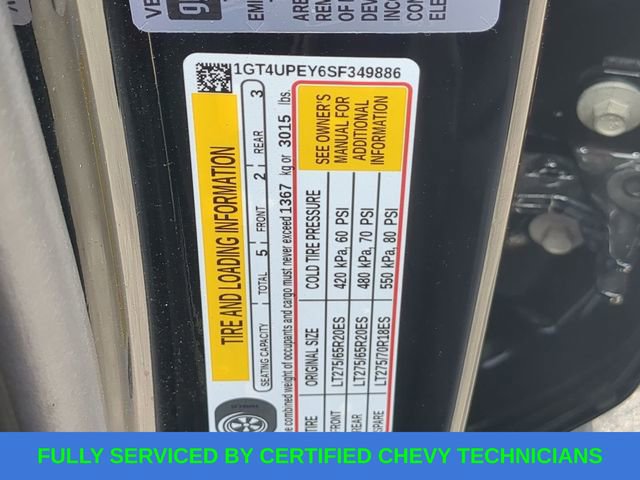 1GT4UPEY6SF349886
TIRE AND LOADING INFORMATION
SEATING CAPACITY TOTAL 5 FRONT 2 REAR 3
combined weight of occupants and cargo must never exceed 1367 kg or 3015 lbs.
TIRE ORIGINAL SIZE COLD TIRE PRESSURE
FRONT LT275/65R20ES 420 kPa, 60 PSI
REAR LT275/65R20ES 480 kPa, 70 PSI
SPARE LT275/70R18ES 550 kPa, 80 PSI
SEE OWNER'S
MANUAL FOR
ADDITIONAL
INFORMATION
FULLY SERVICED BY CERTIFIED CHEVY TECHNICIANS